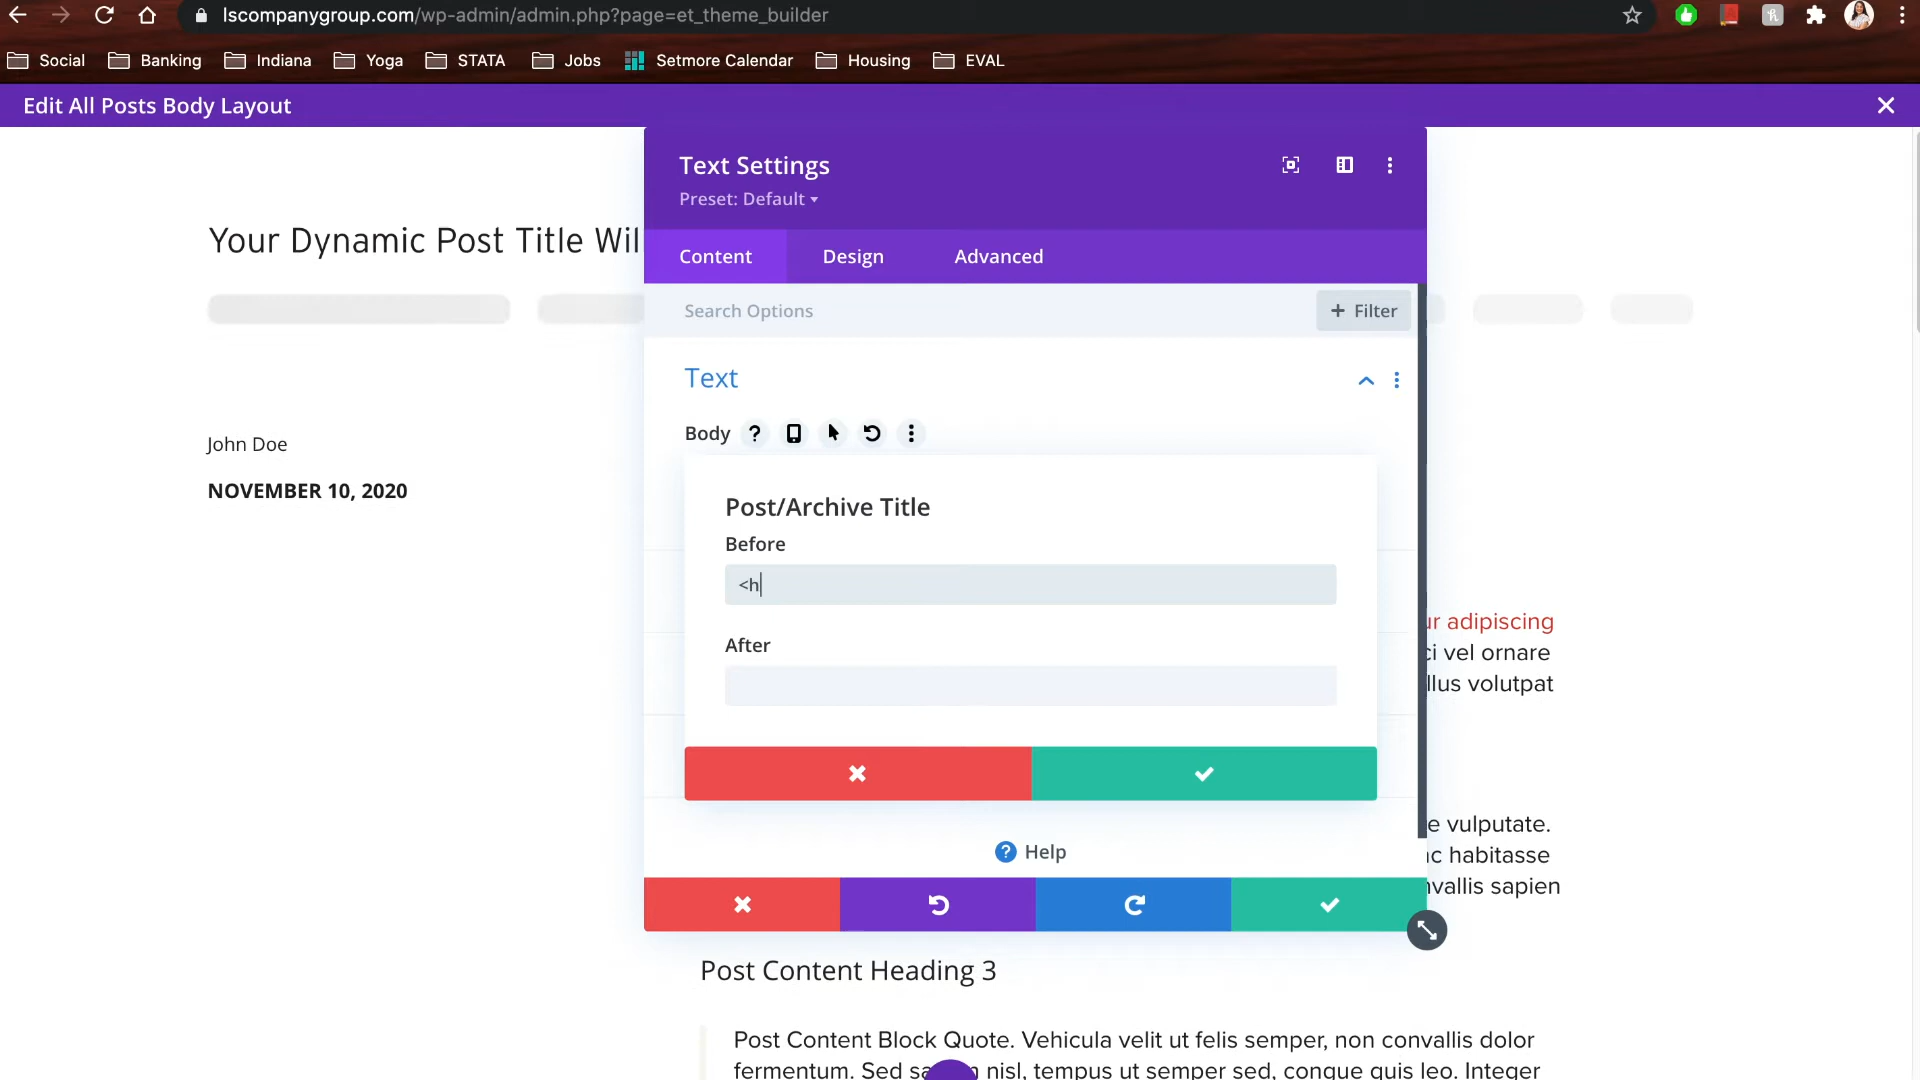 lscompanygroup.com/wp-admin/admin.php?page=et_theme_builder
Social Banking Indiana Yoga STATA Jobs Setmore Calendar Housing EVAL
Edit All Posts Body Layout
Text Settings
Preset: Default
Content Design Advanced
Search Options
+ Filter
Text
Body
Post/Archive Title
Before
<h
After
Help
Your Dynamic Post Title Wil
John Doe
NOVEMBER 10, 2020
ur adipiscing
ci vel ornare
llus volutpat
e vulputate.
ac habitasse
nvallis sapien
Post Content Heading 3
Post Content Block Quote. Vehicula velit ut felis semper, non convallis dolor
fermentum. Sed nisl, tempus ut semper sed, congue quis leo. Integer